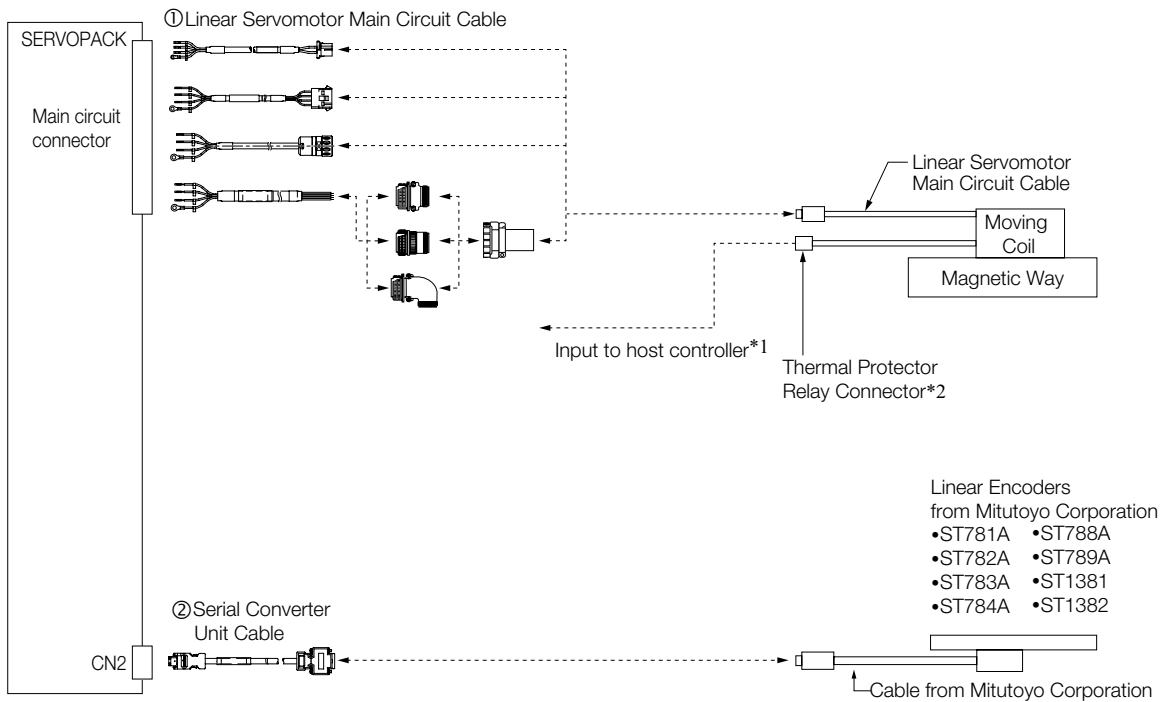 ①Linear Servomotor Main Circuit Cable
SERVOPACK
Main circuit
connector
Linear Servomotor
Main Circuit Cable
Moving
Coil
Magnetic Way
Input to host controller*1
Thermal Protector
Relay Connector*2
Linear Encoders
from Mitutoyo Corporation
•ST781A •ST788A
•ST782A •ST789A
•ST783A •ST1381
•ST784A •ST1382
②Serial Converter
Unit Cable
CN2
Cable from Mitutoyo Corporation